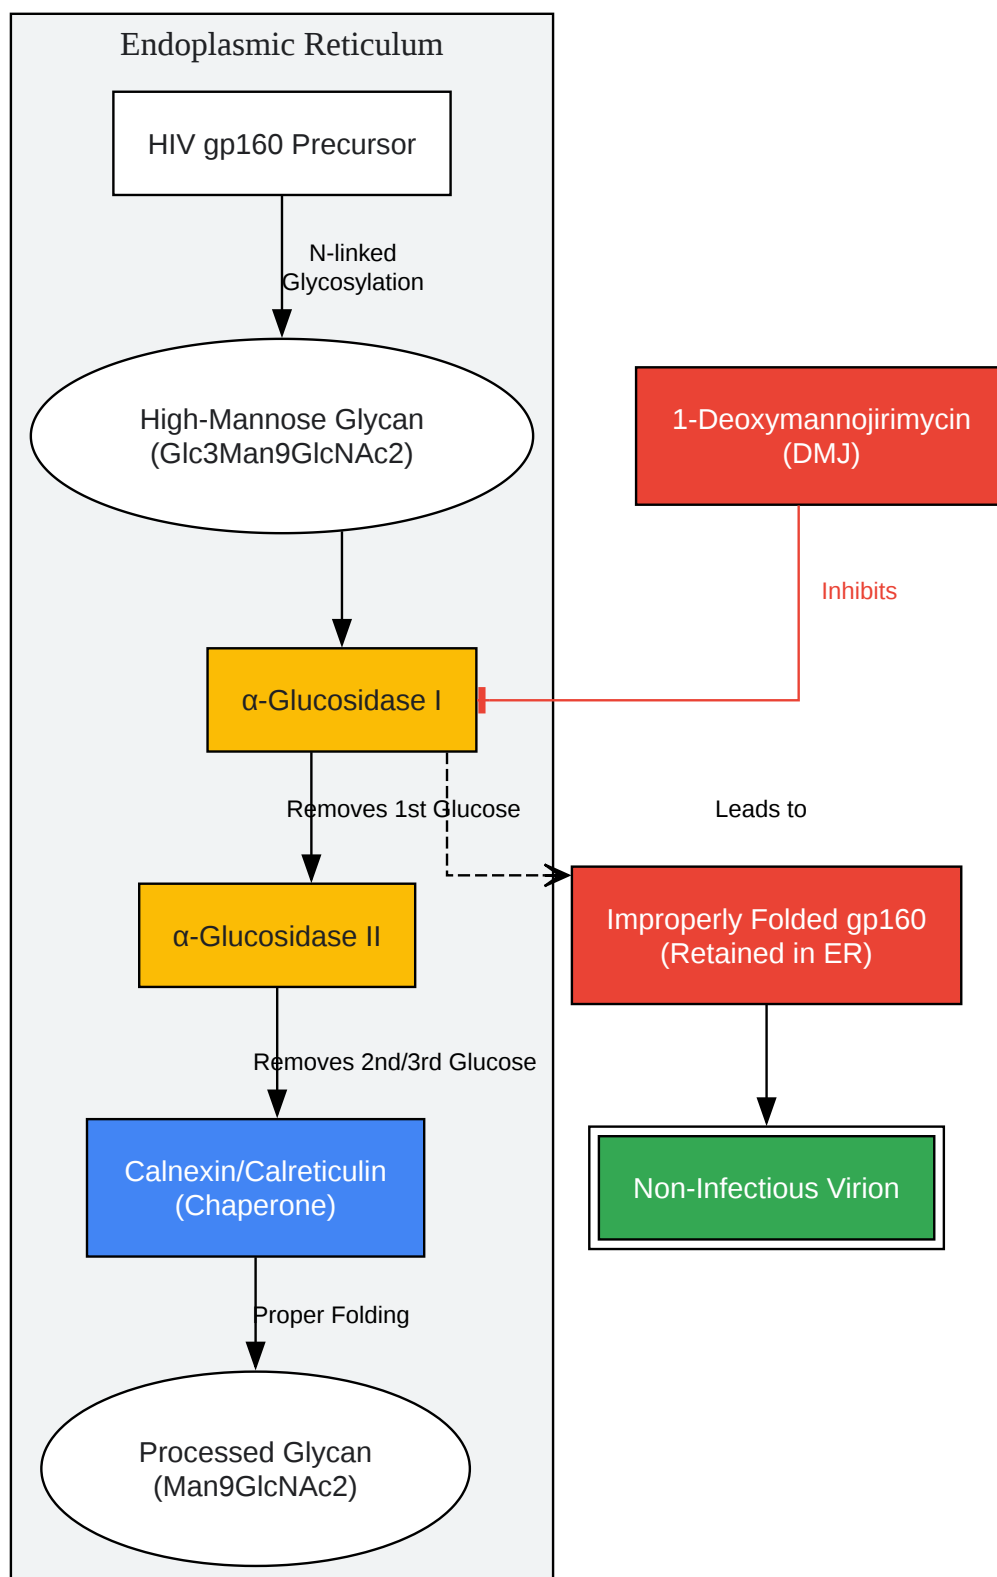 Endoplasmic Reticulum
HIV gp160 Precursor
N-linked
Glycosylation
High-Mannose Glycan
(Glc3Man9GlcNAc2)
1-Deoxymannojirimycin
(DMJ)
Inhibits
α-Glucosidase I
Removes 1st Glucose
Leads to
α-Glucosidase II
Improperly Folded gp160
(Retained in ER)
Removes 2nd/3rd Glucose
Calnexin/Calreticulin
(Chaperone)
Non-Infectious Virion
Proper Folding
Processed Glycan
(Man9GlcNAc2)